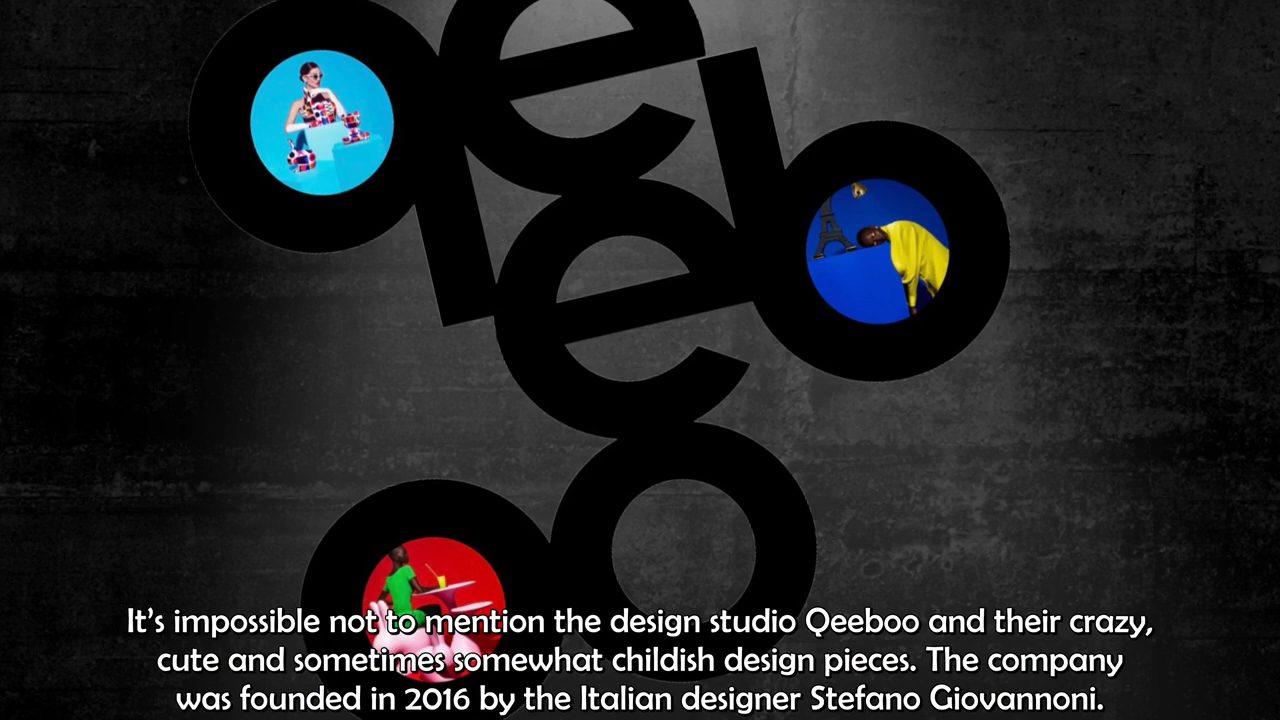 qeeboo
It's impossible not to mention the design studio Qeeboo and their crazy,
cute and sometimes somewhat childish design pieces. The company
was founded in 2016 by the Italian designer Stefano Giovannoni.